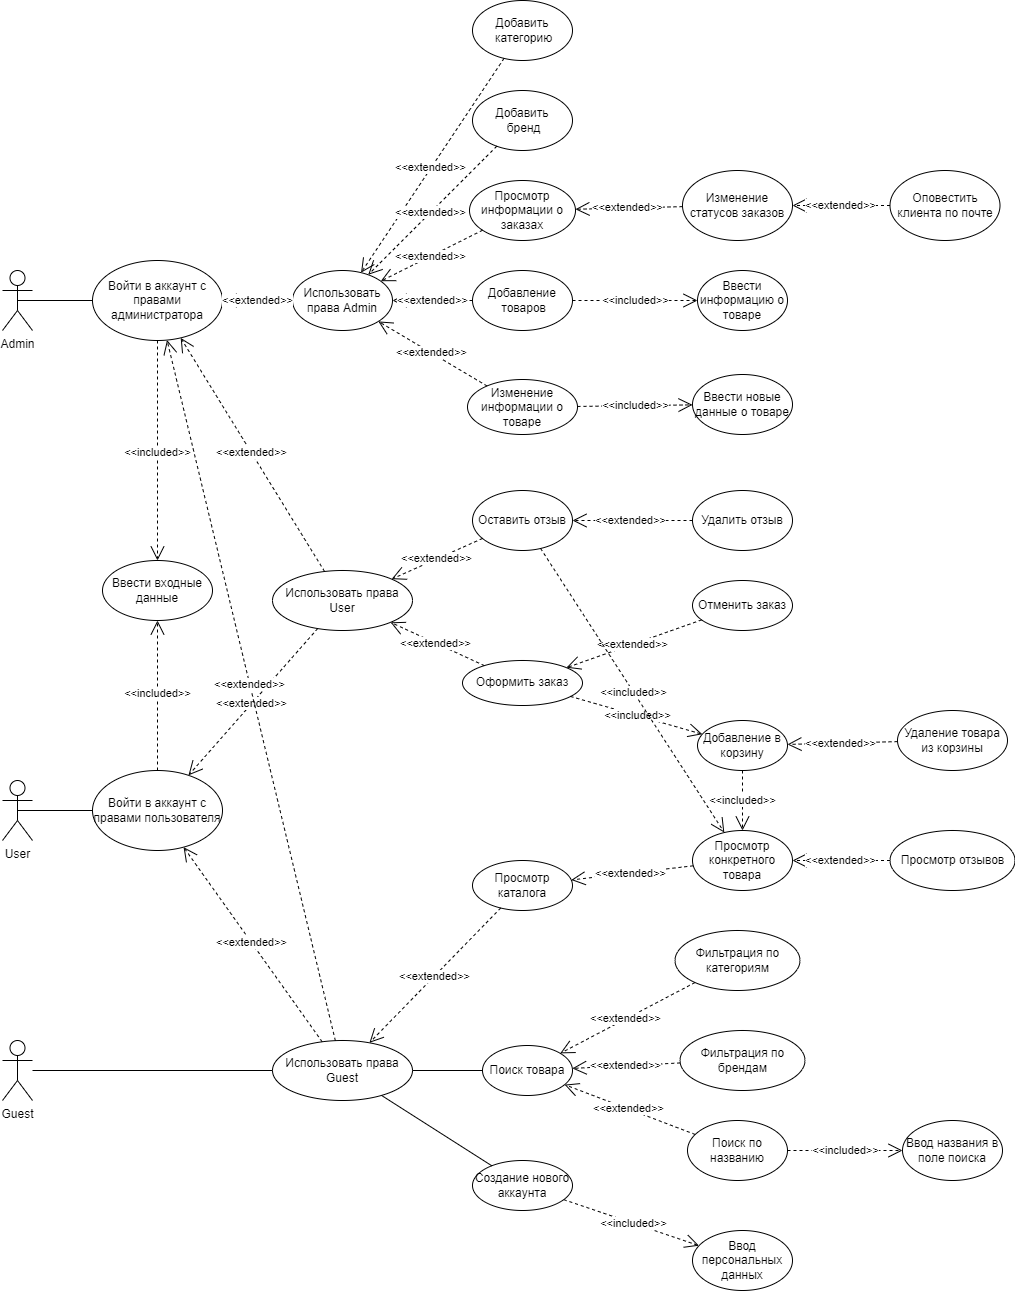 Добавить
категорию
Добавить
бренд
<<extended>>
Просмотр
информации о
заказах
<<extended>>
Изменение
статусов заказов
<<extended>>
Оповестить
клиента по почте
<<extended>>
<<extended>>
Admin
Войти в аккаунт с
правами
администратора
<<extended>>
Использовать
права Admin
<<extended>>
Добавление
товаров
<<included>>
Ввести
информацию о
товаре
<<extended>>
Изменение
информации о
товаре
<<included>>
Ввести новые
данные о товаре
<<included>>
<<extended>>
Оставить отзыв
<<extended>>
Удалить отзыв
<<extended>>
Ввести входные
данные
Использовать права
User
Отменить заказ
<<extended>>
<<extended>>
Оформить заказ
<<included>>
<<extended>>
<<included>>
<<extended>>
<<included>>
Добавление в
корзину
<<extended>>
Удаление товара
из корзины
User
Войти в аккаунт с
правами пользователя
<<included>>
Просмотр
каталога
<<extended>>
Просмотр
конкретного
товара
<<extended>>
Просмотр отзывов
<<extended>>
<<extended>>
Фильтрация по
категориям
<<extended>>
Guest
Использовать права
Guest
Поиск товара
<<extended>>
Фильтрация по
брендам
<<extended>>
Поиск по
названию
<<included>>
Ввод названия в
поле поиска
Создание нового
аккаунта
<<included>>
Ввод
персональных
данных